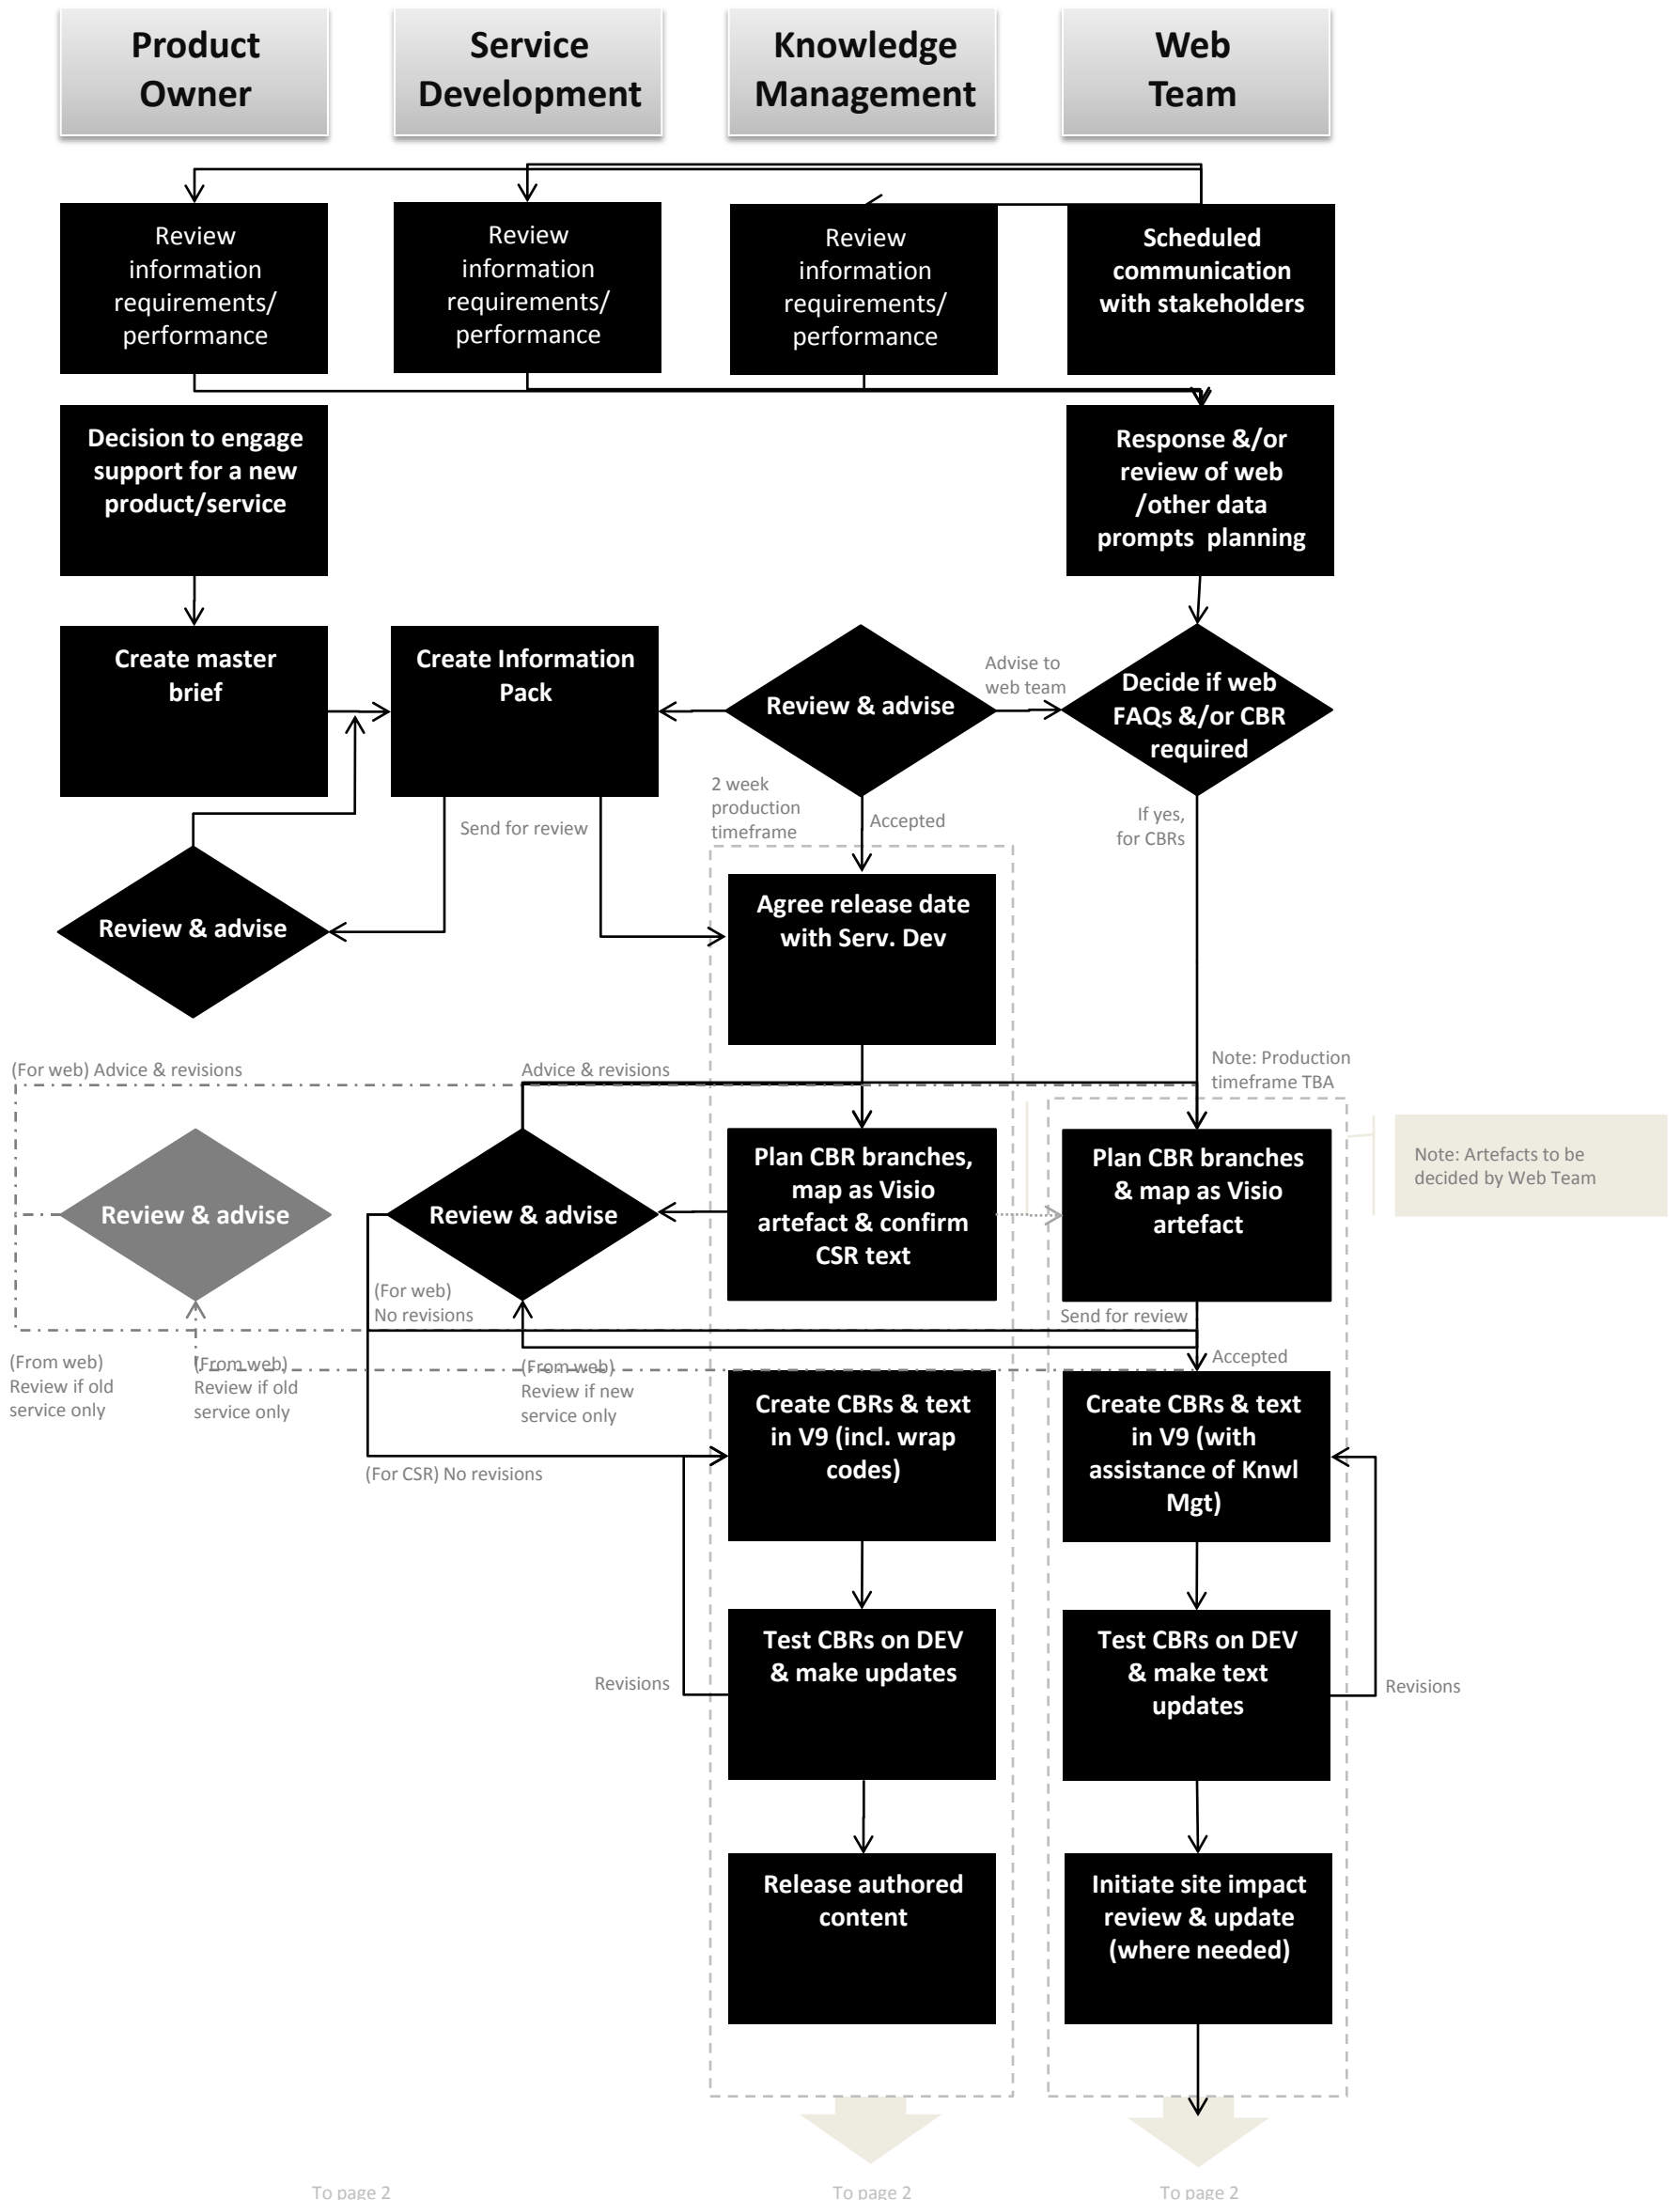 Product
Owner
Service
Development
Knowledge
Management
Web
Team
Review
information
requirements/
performance
Review
information
requirements/
performance
Review
information
requirements/
performance
Scheduled
communication
with stakeholders
Decision to engage
support for a new
product/service
Response &/or
review of web
/other data
prompts planning
Create master
brief
Create Information
Pack
Review & advise
Advise to
web team
Decide if web
FAQs &/or CBR
required
Send for review
2 week
production
timeframe
Accepted
If yes,
for CBRs
Review & advise
Agree release date
with Serv. Dev
(For web) Advice & revisions
Advice & revisions
Note: Production
timeframe TBA
Review & advise
Review & advise
Plan CBR branches,
map as Visio
artefact & confirm
CSR text
Plan CBR branches
& map as Visio
artefact
Note: Artefacts to be
decided by Web Team
(For web)
No revisions
Send for review
Accepted
(From web)
Review if old
service only
(From web)
Review if old
service only
(From web)
Review if new
service only
Create CBRs & text
in V9 (incl. wrap
codes)
Create CBRs & text
in V9 (with
assistance of Knwl
Mgt)
(For CSR) No revisions
Test CBRs on DEV
& make updates
Test CBRs on DEV
& make text
updates
Revisions
Revisions
Release authored
content
Initiate site impact
review & update
(where needed)
To page 2
To page 2
To page 2